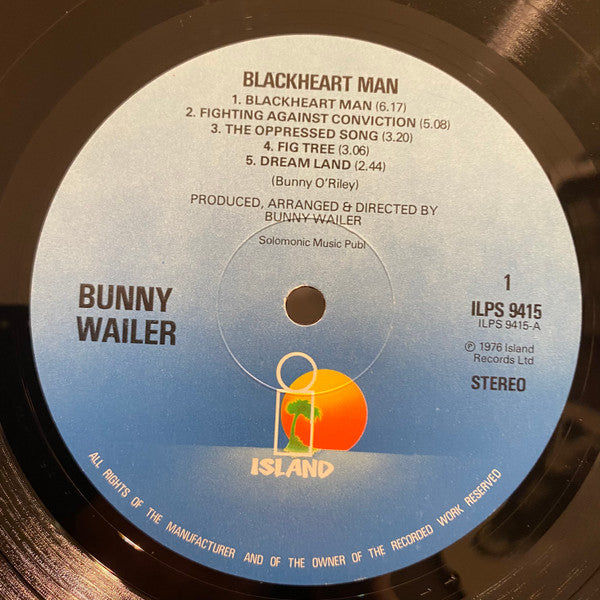 BLACKHEART MAN
1. BLACKHEART MAN (6.17)
2. FIGHTING AGAINST CONVICTION (5.08)
3. THE OPPRESSED SONG (3.20)
4. FIG TREE (3.06)
5. DREAM LAND (2.44)
(Bunny O'Riley)
PRODUCED, ARRANGED & DIRECTED BY
BUNNY WAILER
Solomonic Music Publ
BUNNY
WAILER
1
ILPS 9415
ILPS 9415-A
℗ 1976 Island
Records Ltd
STEREO
ISLAND
ALL RIGHTS OF THE MANUFACTURER AND OF THE OWNER OF THE RECORDED WORK RESERVED